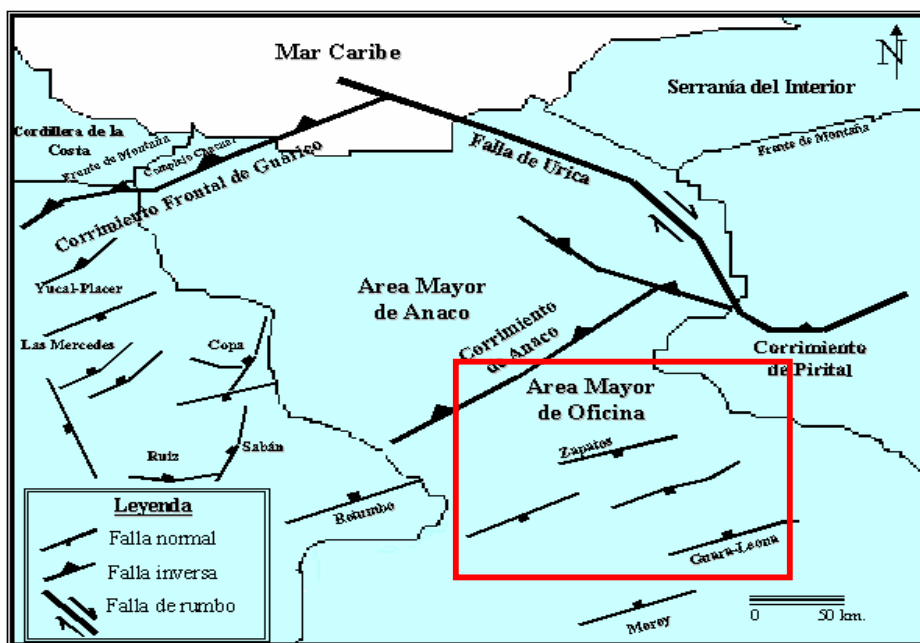 Mar Caribe
N
Serranía del Interior
Cordillera de la
Costa
Frente de Montaña
Frente de Montaña
Falla de Urica
Corrimiento Frontal de Guárico
Yucal-Placer
Area Mayor
de Anaco
Corrimiento
de Anaco
Las Mercedes
Copa
Corrimiento
de Pirital
Area Mayor
de Oficina
Zapatos
Ruiz
Sabán
Leyenda
Falla normal
Falla inversa
Falla de rumbo
Guara-Leona
Merey
0 50 km.